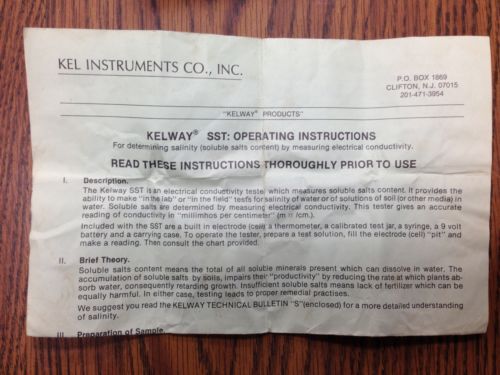 KEL INSTRUMENTS CO., INC.
P.O. BOX 1869
CLIFTON, N.J. 07015
201-471-3954
"KELWAY® PRODUCTS"
KELWAY® SST: OPERATING INSTRUCTIONS
For determining salinity (soluble salts content) by measuring electrical conductivity.
READ THESE INSTRUCTIONS THOROUGHLY PRIOR TO USE
I. Description.
The Kelway SST is an electrical conductivity tester which measures soluble salts content. It provides the
ability to make "in the lab" or "in the field" tests for salinity of water or of solutions of soil (or other media) in
water. Soluble salts are determined by measuring electrical conductivity. This tester gives an accurate
reading of conductivity in "millimhos per centimeter" (m /cm.).
Included with the SST are a built in electrode (cell) a thermometer, a calibrated test jar, a syringe, a 9 volt
battery and a carrying case. To operate the tester, prepare a test solution, fill the electrode (cell) "pit" and
make a reading. Then consult the chart provided.
II. Brief Theory.
Soluble salts content means the total of all soluble minerals present which can dissolve in water. The
accumulation of soluble salts by soils, impairs their "productivity" by reducing the rate at which plants ab-
sorb water, consequently retarding growth. Insufficient soluble salts means lack of fertilizer which can be
equally harmful. In either case, testing leads to proper remedial practises.
We suggest you read the KELWAY TECHNICAL BULLETIN "S"(enclosed) for a more detailed understanding
of salinity.
III. Preparation of Sample.